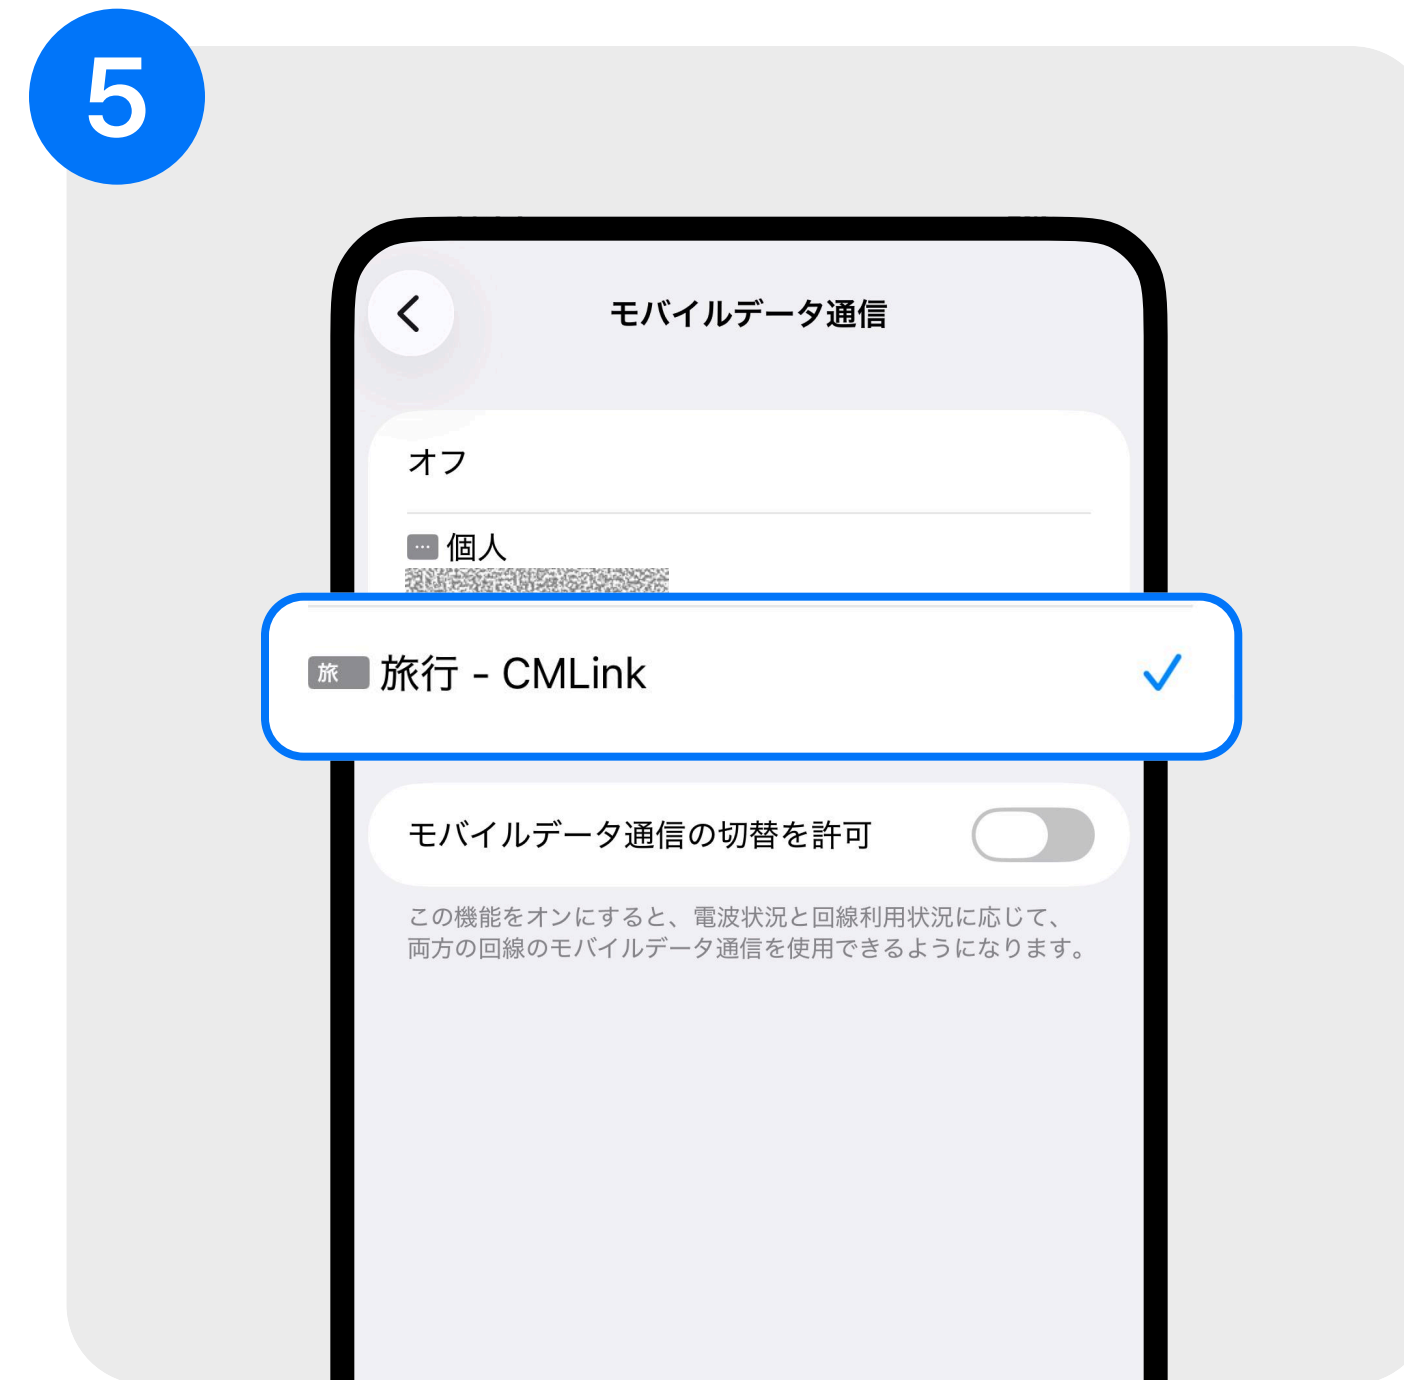 5
モバイルデータ通信
オフ
個人
旅 旅行 - CMLink
モバイルデータ通信の切替を許可
この機能をオンにすると、電波状況と回線利用状況に応じて、
両方の回線のモバイルデータ通信を使用できるようになります。